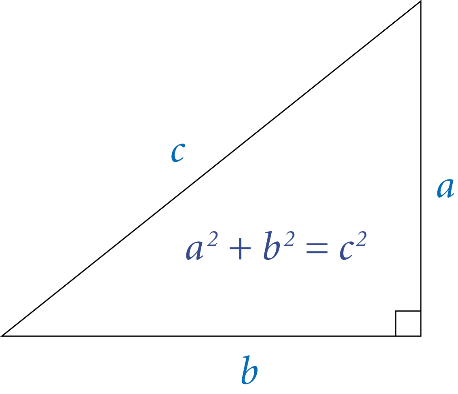 c
a
a² + b² = c²
b